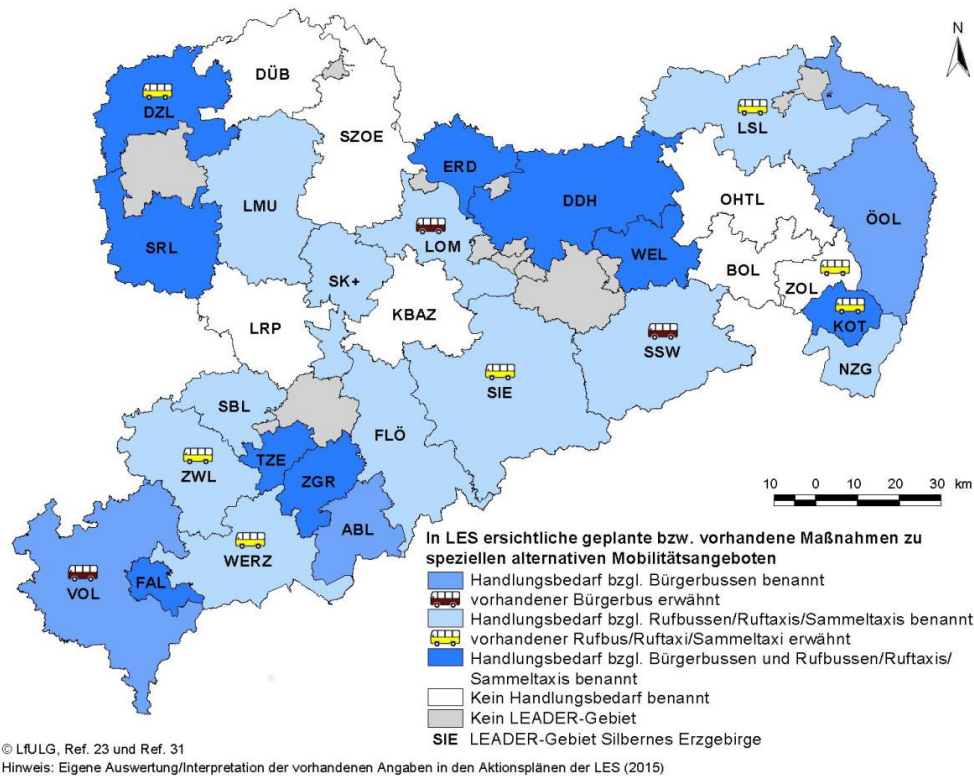 N
DÜB
DZL
SZOE
LSL
ERD
LMU
DDH
OHTL
ÖOL
LOM
SRL
WEL
BOL
ZOL
SK+
KBAZ
LRP
KOT
SSW
NZG
SIE
SBL
FLÖ
TZE
ZWL
ZGR
ABL
WERZ
FAL
VOL
10 0 10 20 30 km
In LES ersichtliche geplante bzw. vorhandene Maßnahmen zu
speziellen alternativen Mobilitätsangeboten
Handlungsbedarf bzgl. Bürgerbussen benannt
vorhandener Bürgerbus erwähnt
Handlungsbedarf bzgl. Rufbussen/Ruftaxis/Sammeltaxis benannt
vorhandener Rufbus/Ruftaxi/Sammeltaxi erwähnt
Handlungsbedarf bzgl. Bürgerbussen und Rufbussen/Ruftaxis/
Sammeltaxis benannt
Kein Handlungsbedarf benannt
Kein LEADER-Gebiet
SIE LEADER-Gebiet Silbernes Erzgebirge
© LfULG, Ref. 23 und Ref. 31
Hinweis: Eigene Auswertung/Interpretation der vorhandenen Angaben in den Aktionsplänen der LES (2015)